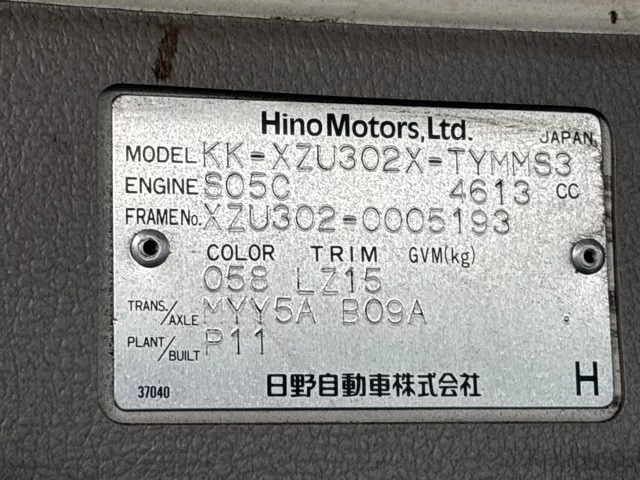 Hino Motors, Ltd. JAPAN
MODEL KK-XZU302X-TYMMS3
ENGINE S05C 4613 CC
FRAME No. XZU302-0005193
COLOR TRIM GVM(kg)
058 LZ15
TRANS./AXLE MYY5A B09A
PLANT/BUILT P11
37040 日野自動車株式会社 H